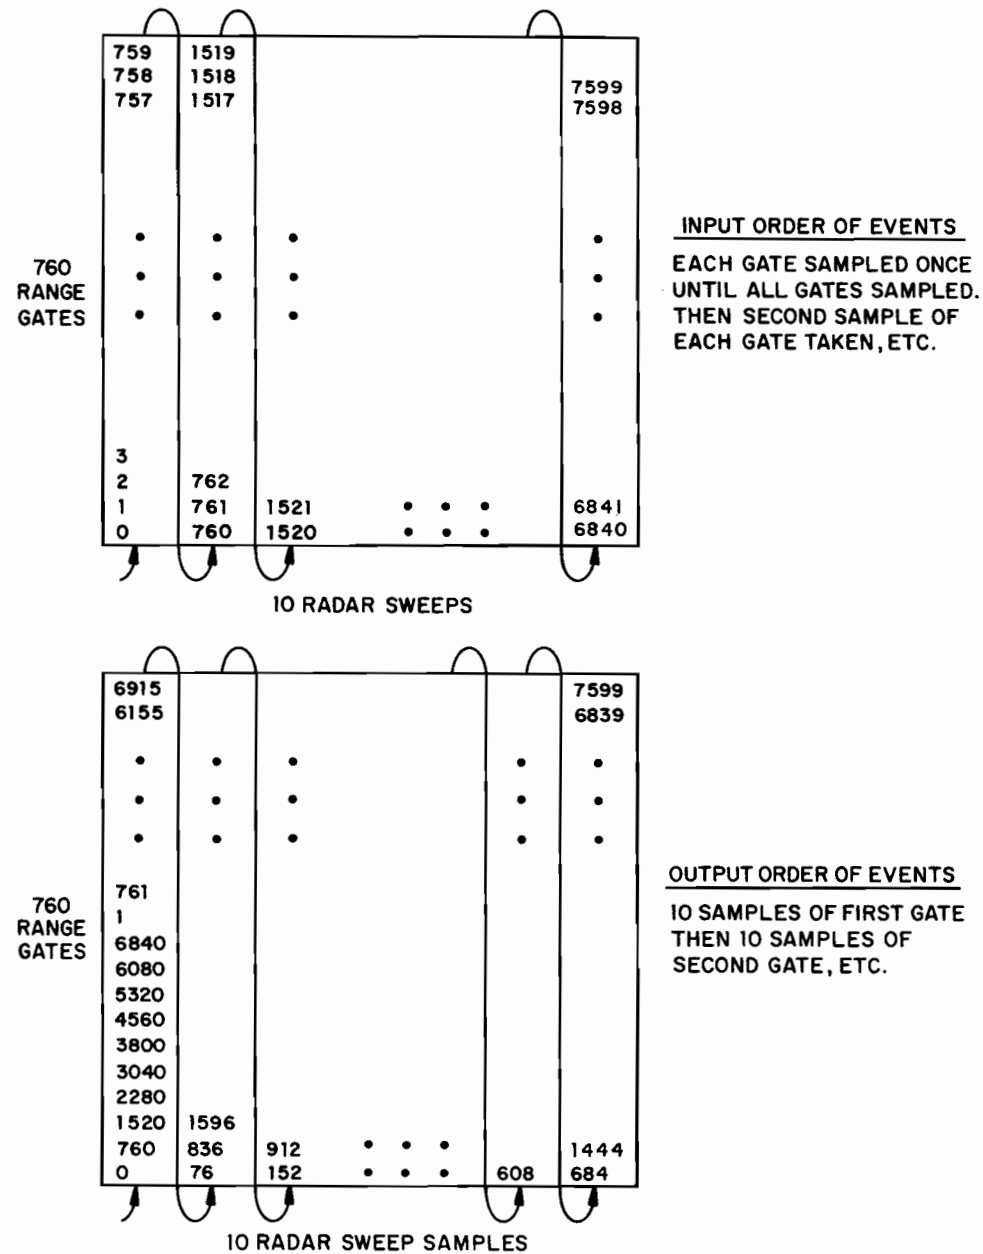 759 1519
758 1518 7599
757 1517 7598
760
RANGE
GATES
INPUT ORDER OF EVENTS
EACH GATE SAMPLED ONCE
UNTIL ALL GATES SAMPLED.
THEN SECOND SAMPLE OF
EACH GATE TAKEN, ETC.
3
2 762
1 761 1521 6841
0 760 1520 6840
10 RADAR SWEEPS
6915 7599
6155 6839
760
RANGE
GATES
761
1
6840
6080
5320
4560
3800
3040
2280
1520 1596
760 836 912 1444
0 76 152 608 684
OUTPUT ORDER OF EVENTS
10 SAMPLES OF FIRST GATE
THEN 10 SAMPLES OF
SECOND GATE, ETC.
10 RADAR SWEEP SAMPLES